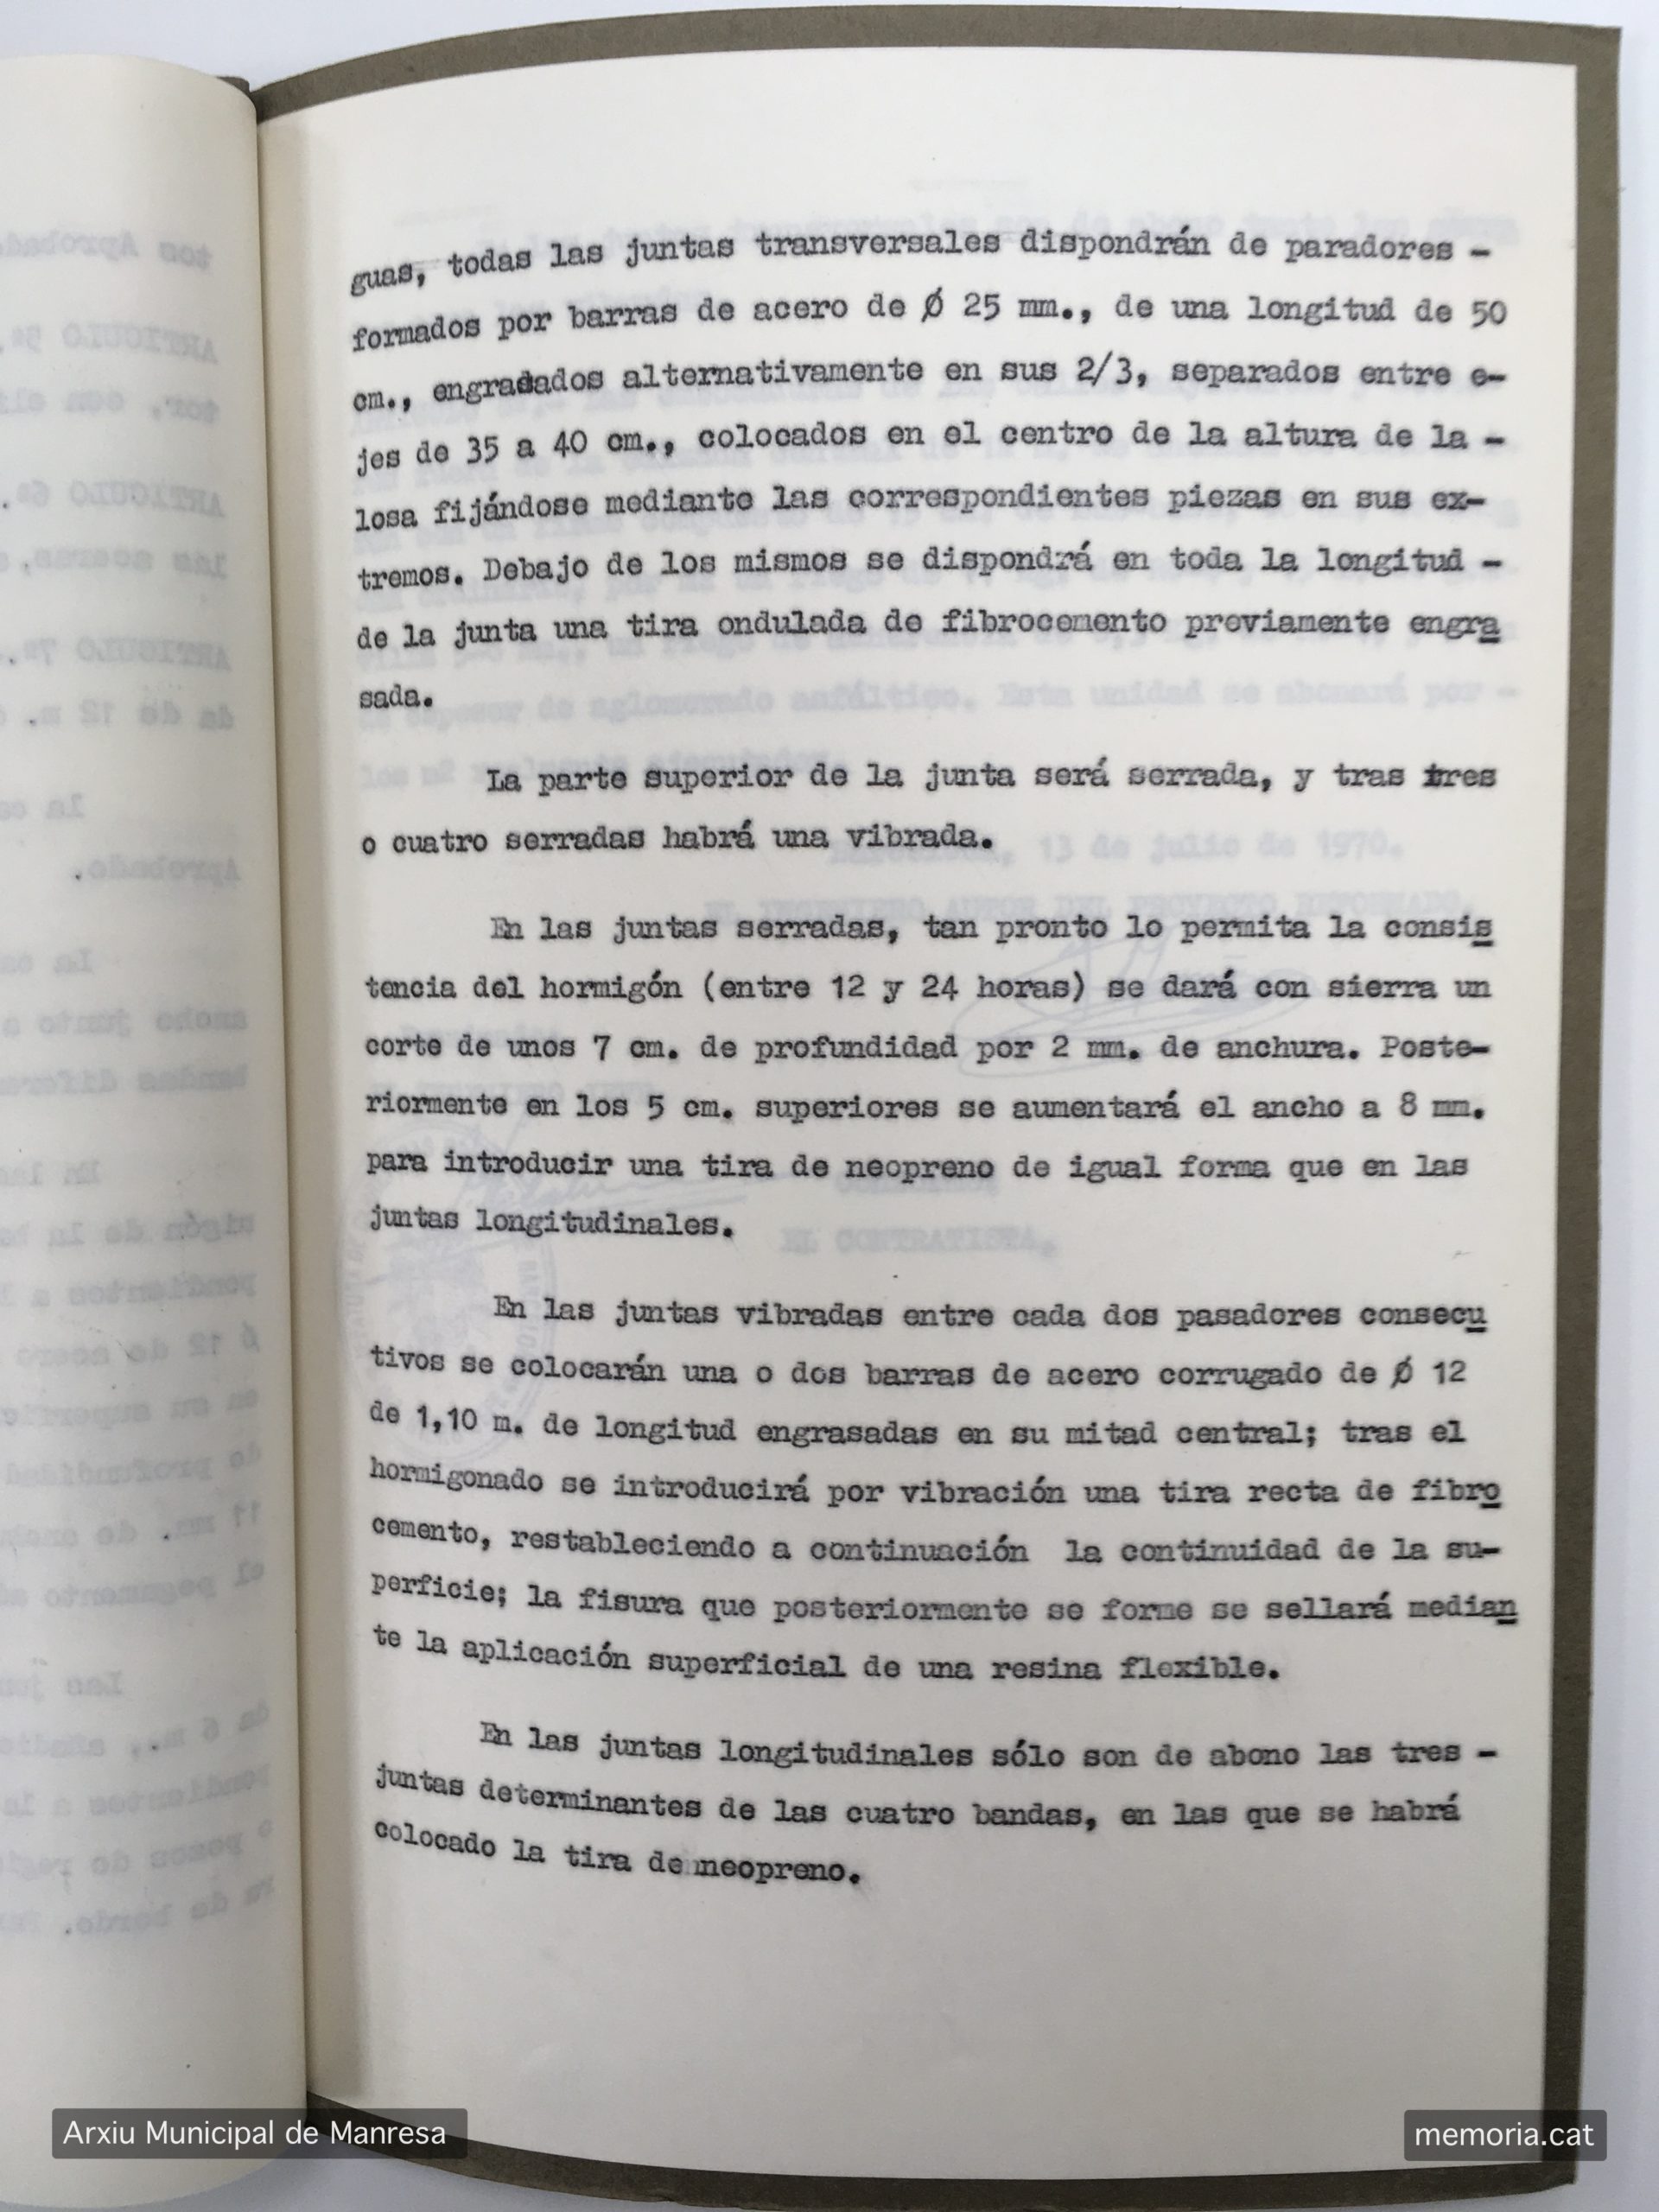 guas, todas las juntas transversales dispondrán de paradores -
formados por barras de acero de Ø 25 mm., de una longitud de 50
cm., engrasados alternativamente en sus 2/3, separados entre e-
jes de 35 a 40 cm., colocados en el centro de la altura de la -
losa fijándose mediante las correspondientes piezas en sus ex-
tremos. Debajo de los mismos se dispondrá en toda la longitud -
de la junta una tira ondulada de fibrocemento previamente engra
sada.
La parte superior de la junta será serrada, y tras tres
o cuatro serradas habrá una vibrada.
En las juntas serradas, tan pronto lo permita la consis
tencia del hormigón (entre 12 y 24 horas) se dará con sierra un
corte de unos 7 cm. de profundidad por 2 mm. de anchura. Poste-
riormente en los 5 cm. superiores se aumentará el ancho a 8 mm.
para introducir una tira de neopreno de igual forma que en las
juntas longitudinales.
En las juntas vibradas entre cada dos pasadores consecu
tivos se colocarán una o dos barras de acero corrugado de Ø 12
de 1,10 m. de longitud engrasadas en su mitad central; tras el
hormigonado se introducirá por vibración una tira recta de fibro
cemento, restableciendo a continuación la continuidad de la su-
perficie; la fisura que posteriormente se forme se sellará median
te la aplicación superficial de una resina flexible.
En las juntas longitudinales sólo son de abono las tres -
juntas determinantes de las cuatro bandas, en las que se habrá
colocado la tira de neopreno.
Arxiu Municipal de Manresa
memoria.cat